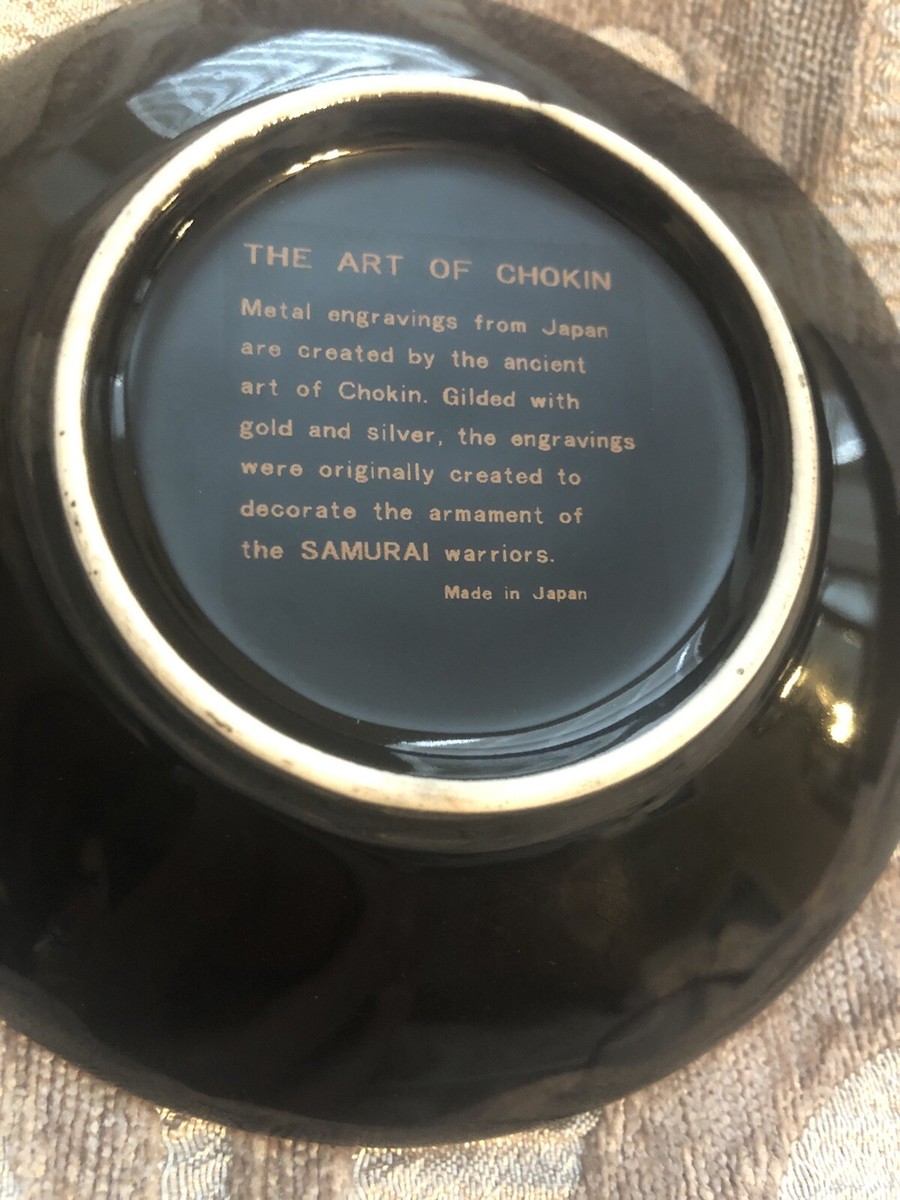 THE ART OF CHOKIN
Metal engravings from Japan
are created by the ancient
art of Chokin. Gilded with
gold and silver, the engravings
were originally created to
decorate the armament of
the SAMURAI warriors.
Made in Japan